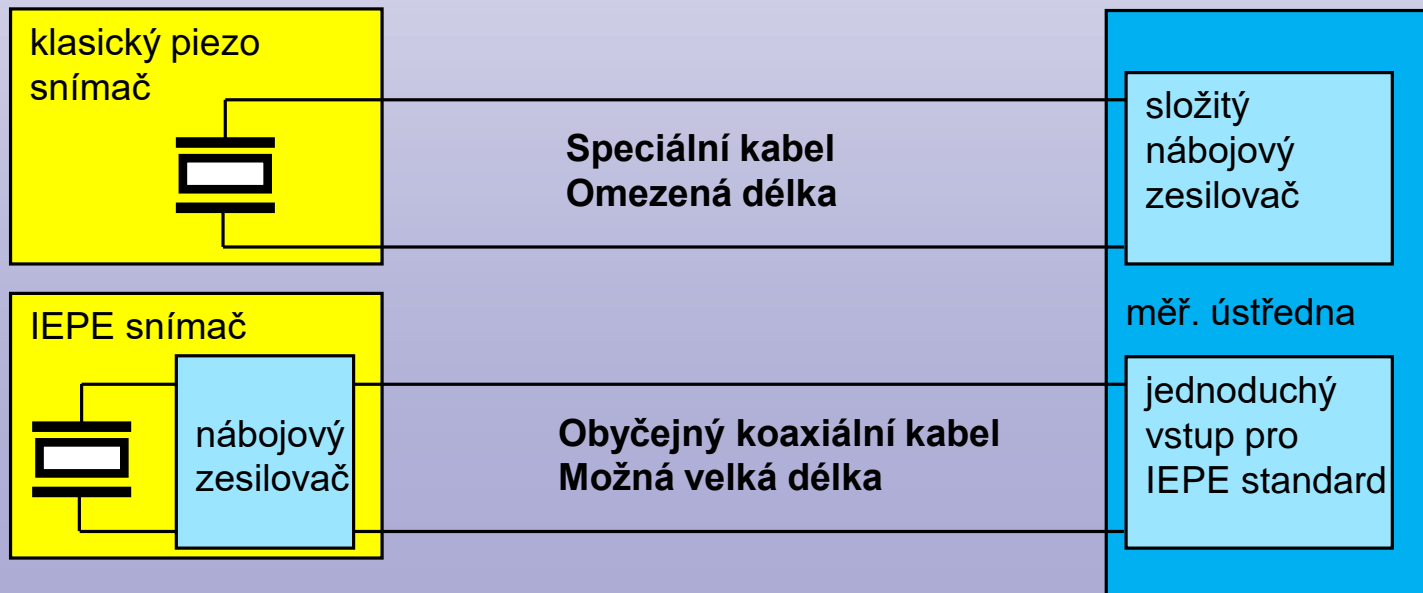 klasický piezo
snímač
Speciální kabel
Omezená délka
složitý
nábojový
zesilovač
měř. ústředna
IEPE snímač
nábojový
zesilovač
Obyčejný koaxiální kabel
Možná velká délka
jednoduchý
vstup pro
IEPE standard